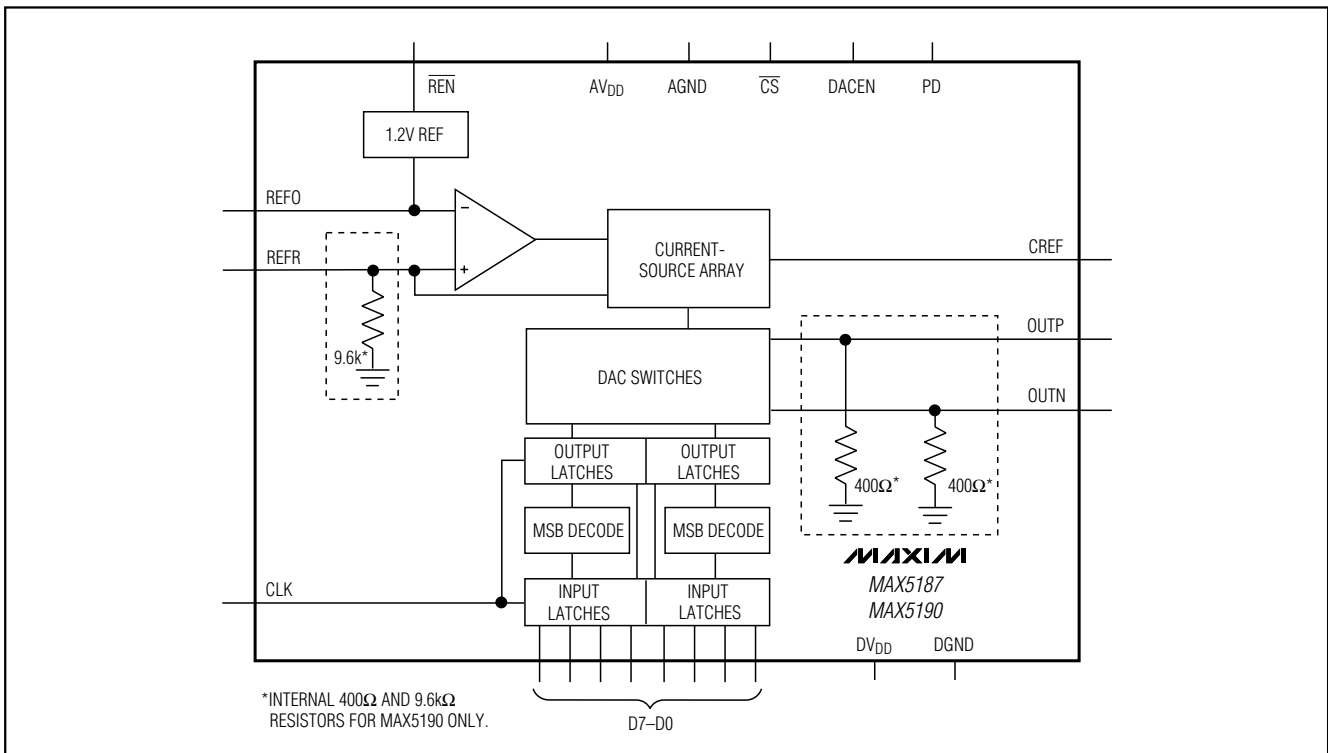 REN AVDD AGND CS DACEN PD
1.2V REF
REFO
−
REFR
+
CURRENT-
SOURCE ARRAY
CREF
9.6k*
DAC SWITCHES
OUTP
OUTN
400Ω* 400Ω*
OUTPUT
LATCHES
OUTPUT
LATCHES
MSB DECODE MSB DECODE
CLK
INPUT
LATCHES
INPUT
LATCHES
MAXIM
MAX5187
MAX5190
DVDD DGND
*INTERNAL 400Ω AND 9.6kΩ
RESISTORS FOR MAX5190 ONLY.
D7–D0